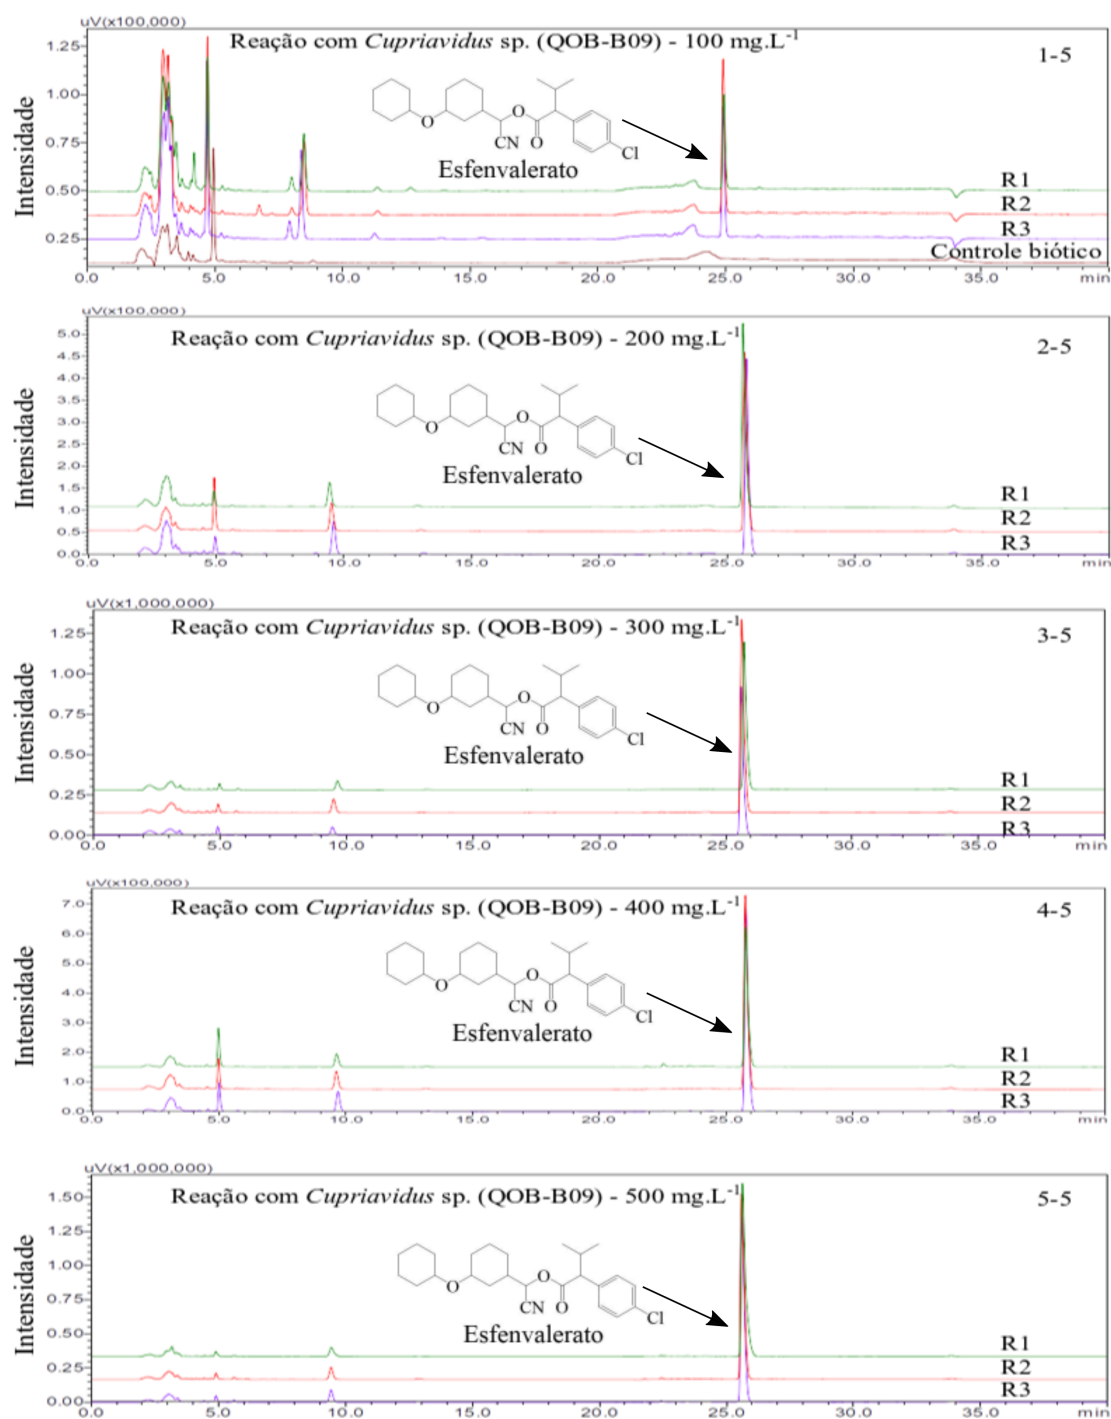 uV(x100,000)
Reação com Cupriavidus sp. (QOB-B09) - 100 mg.L-1
1-5
Intensidade
1.25
1.00
0.75
0.50
0.25
O
O
CN
O
Cl
Esfenvalerato
R1
R2
R3
Controle biótico
0.0 5.0 10.0 15.0 20.0 25.0 30.0 35.0 min
uV(x100,000)
Reação com Cupriavidus sp. (QOB-B09) - 200 mg.L-1
2-5
Intensidade
5.0
4.5
4.0
3.5
3.0
2.5
2.0
1.5
1.0
0.5
0.0
O
O
CN
O
Cl
Esfenvalerato
R1
R2
R3
0.0 5.0 10.0 15.0 20.0 25.0 30.0 35.0 min
uV(x1,000,000)
Reação com Cupriavidus sp. (QOB-B09) - 300 mg.L-1
3-5
Intensidade
1.25
1.00
0.75
0.50
0.25
0.00
O
O
CN
O
Cl
Esfenvalerato
R1
R2
R3
0.0 5.0 10.0 15.0 20.0 25.0 30.0 35.0 min
uV(x100,000)
Reação com Cupriavidus sp. (QOB-B09) - 400 mg.L-1
4-5
Intensidade
7.0
6.0
5.0
4.0
3.0
2.0
1.0
0.0
O
O
CN
O
Cl
Esfenvalerato
R1
R2
R3
0.0 5.0 10.0 15.0 20.0 25.0 30.0 35.0 min
uV(x1,000,000)
Reação com Cupriavidus sp. (QOB-B09) - 500 mg.L-1
5-5
Intensidade
1.50
1.25
1.00
0.75
0.50
0.25
0.00
O
O
CN
O
Cl
Esfenvalerato
R1
R2
R3
0.0 5.0 10.0 15.0 20.0 25.0 30.0 35.0 min